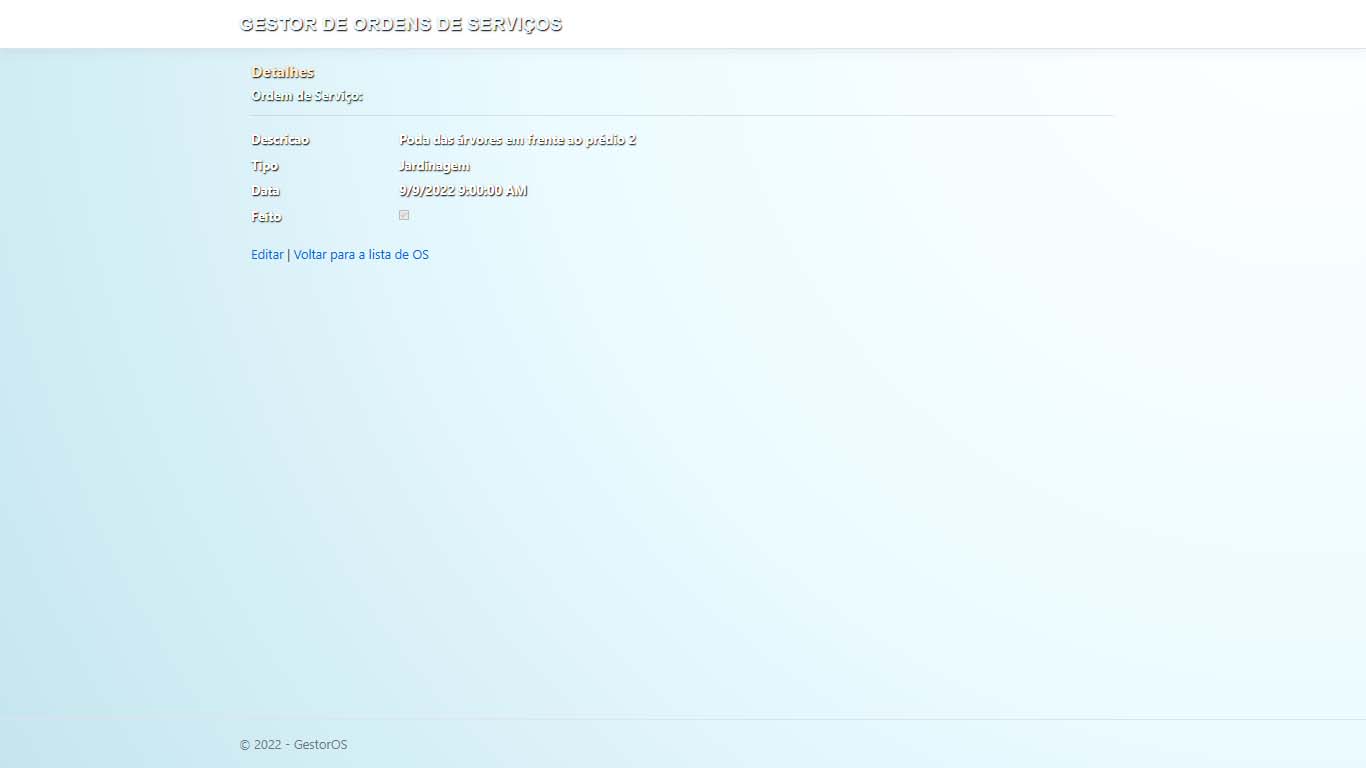 GESTOR DE ORDENS DE SERVIÇOS
Detalhes
Ordem de Serviço:
Descricao Poda das árvores em frente ao prédio 2
Tipo Jardinagem
Data 9/9/2022 9:00:00 AM
Feito
Editar | Voltar para a lista de OS
© 2022 - GestorOS